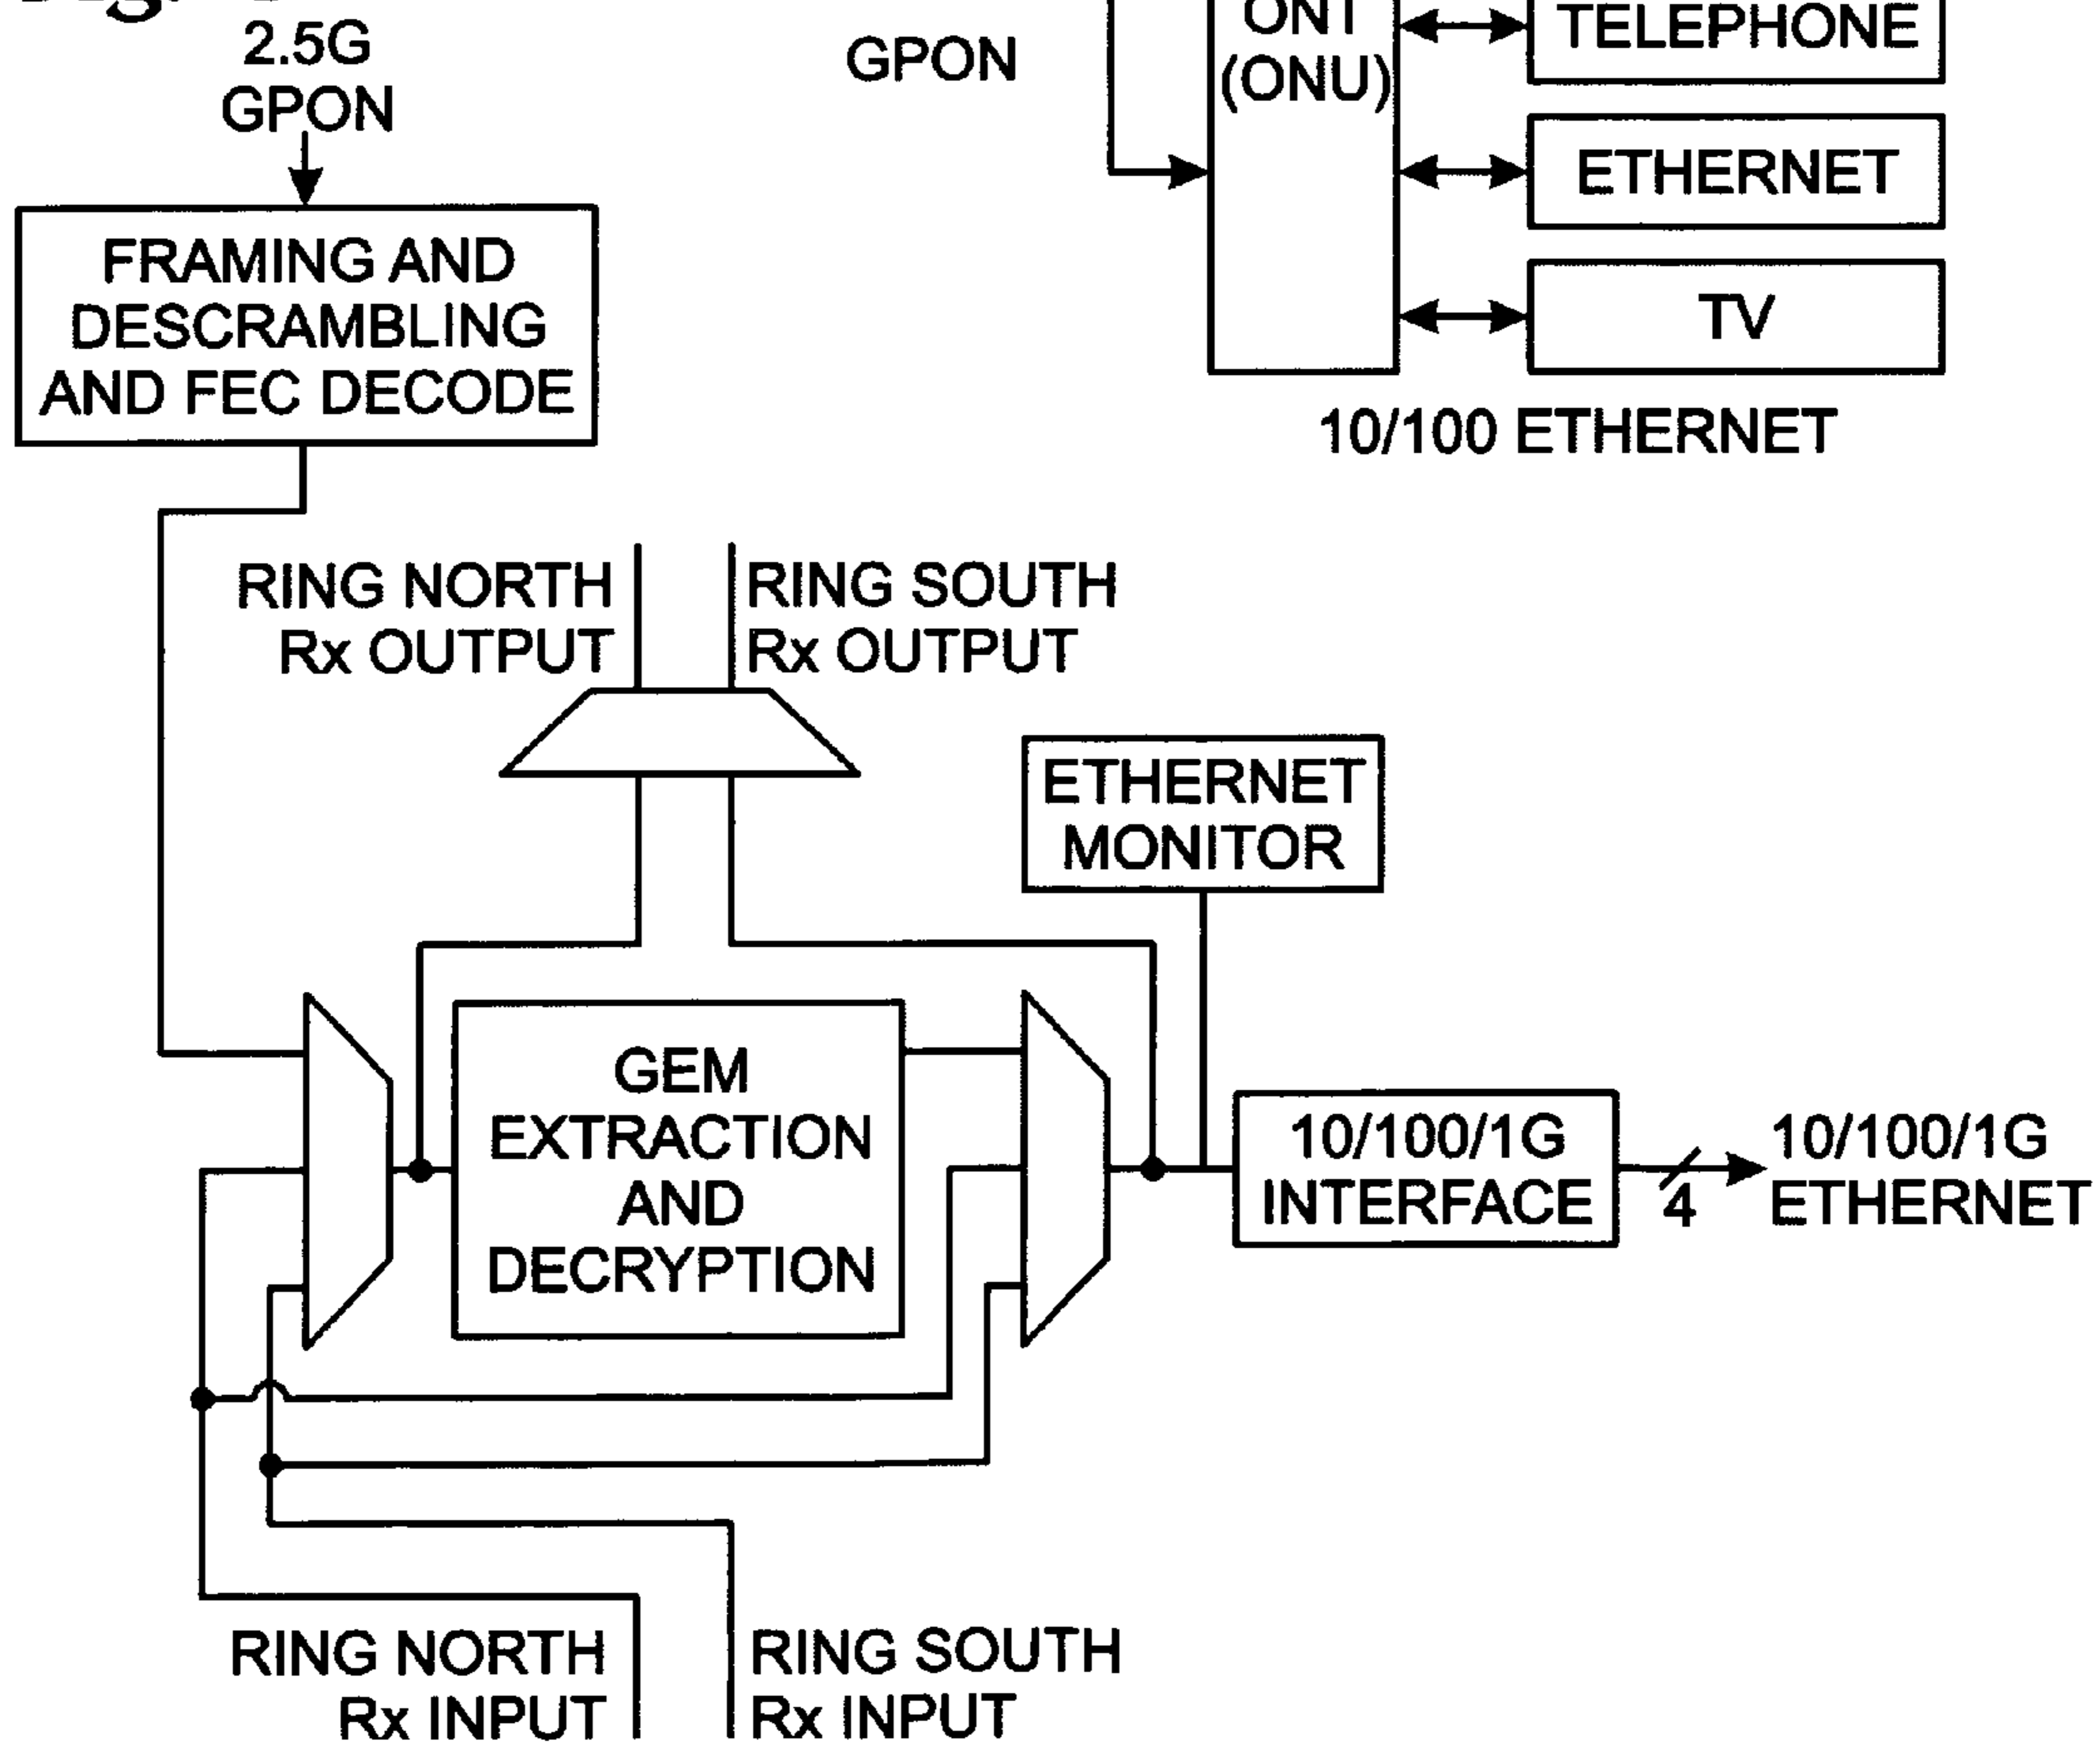 2.5G
GPON
FRAMING AND
DESCRAMBLING
AND FEC DECODE
GPON
ONT
(ONU)
TELEPHONE
ETHERNET
TV
10/100 ETHERNET
RING NORTH
Rx OUTPUT
RING SOUTH
Rx OUTPUT
ETHERNET
MONITOR
GEM
EXTRACTION
AND
DECRYPTION
10/100/1G
INTERFACE
4
10/100/1G
ETHERNET
RING NORTH
Rx INPUT
RING SOUTH
Rx INPUT